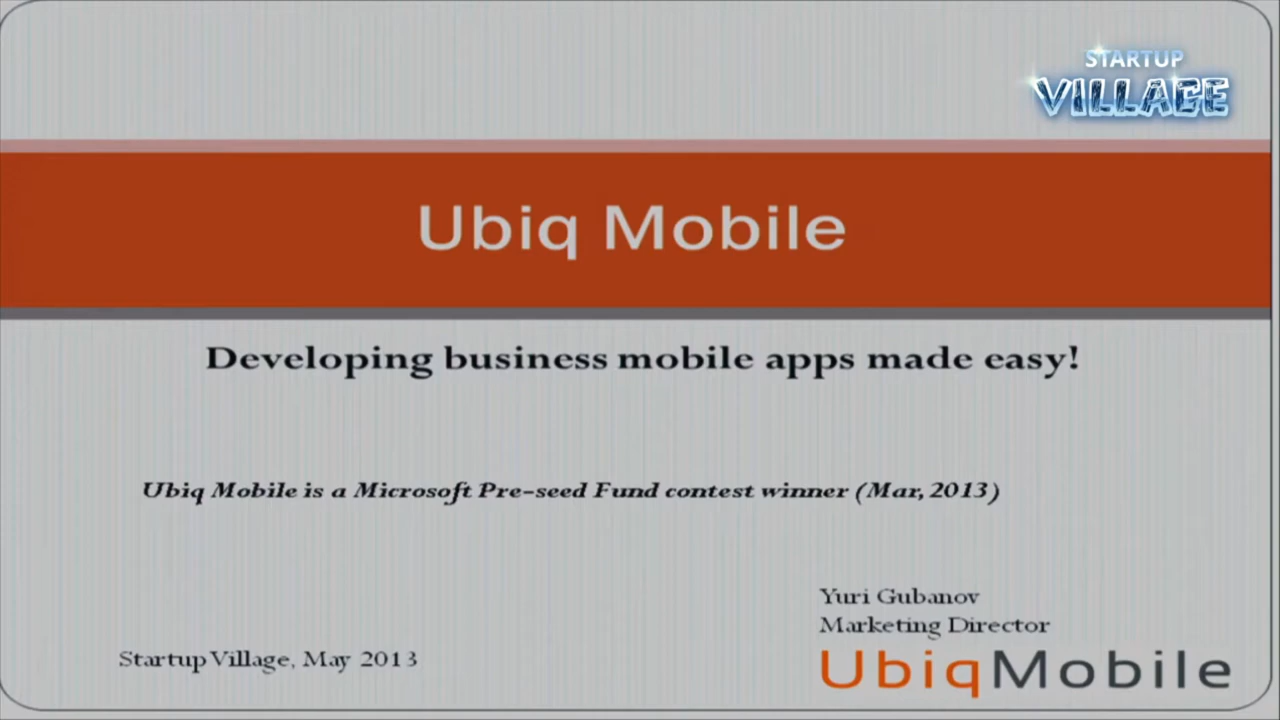 STARTUP
VILLAGE
Ubiq Mobile
Developing business mobile apps made easy!
Ubiq Mobile is a Microsoft Pre-seed Fund contest winner (Mar, 2013)
Yuri Gubanov
Marketing Director
Startup Village, May 2013
UbiqMobile